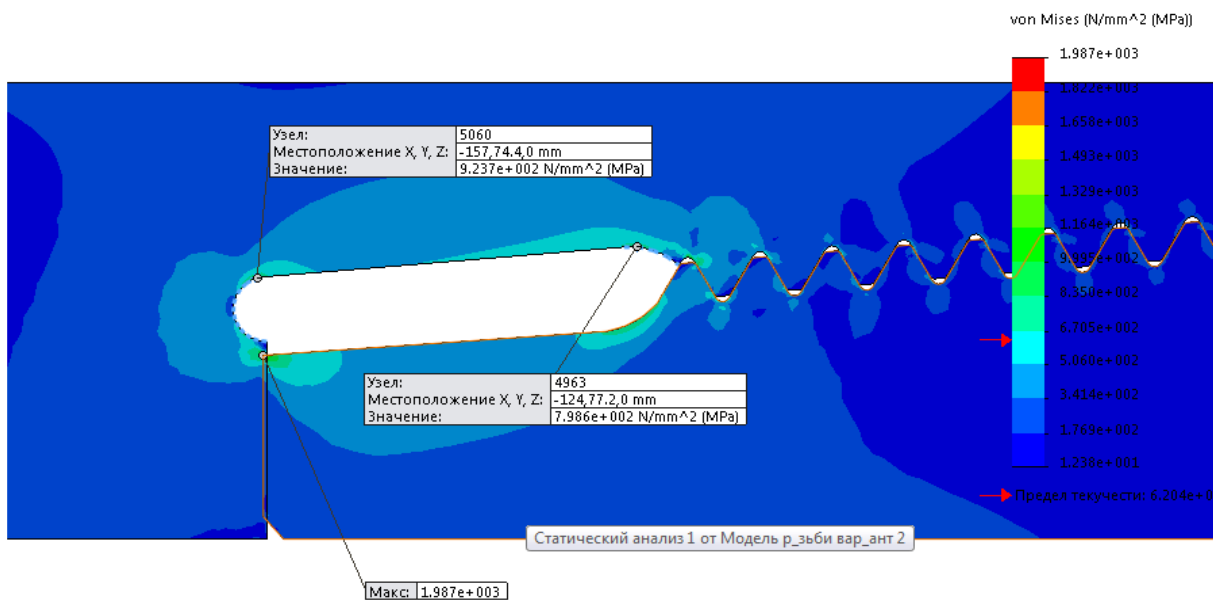 von Mises (N/mm^2 (MPa))
1.987e+003
1.822e+003
1.658e+003
1.493e+003
1.329e+003
1.164e+003
9.995e+002
8.350e+002
6.705e+002
5.060e+002
3.414e+002
1.769e+002
1.238e+001
Предел текучести: 6.204e+0
Узел: 5060
Местоположение X, Y, Z: -157,74.4,0 mm
Значение: 9.237e+002 N/mm^2 (MPa)
Узел: 4963
Местоположение X, Y, Z: -124,77.2,0 mm
Значение: 7.986e+002 N/mm^2 (MPa)
Статический анализ 1 от Модель р_зьби вар_ант 2
Макс: 1.987e+003